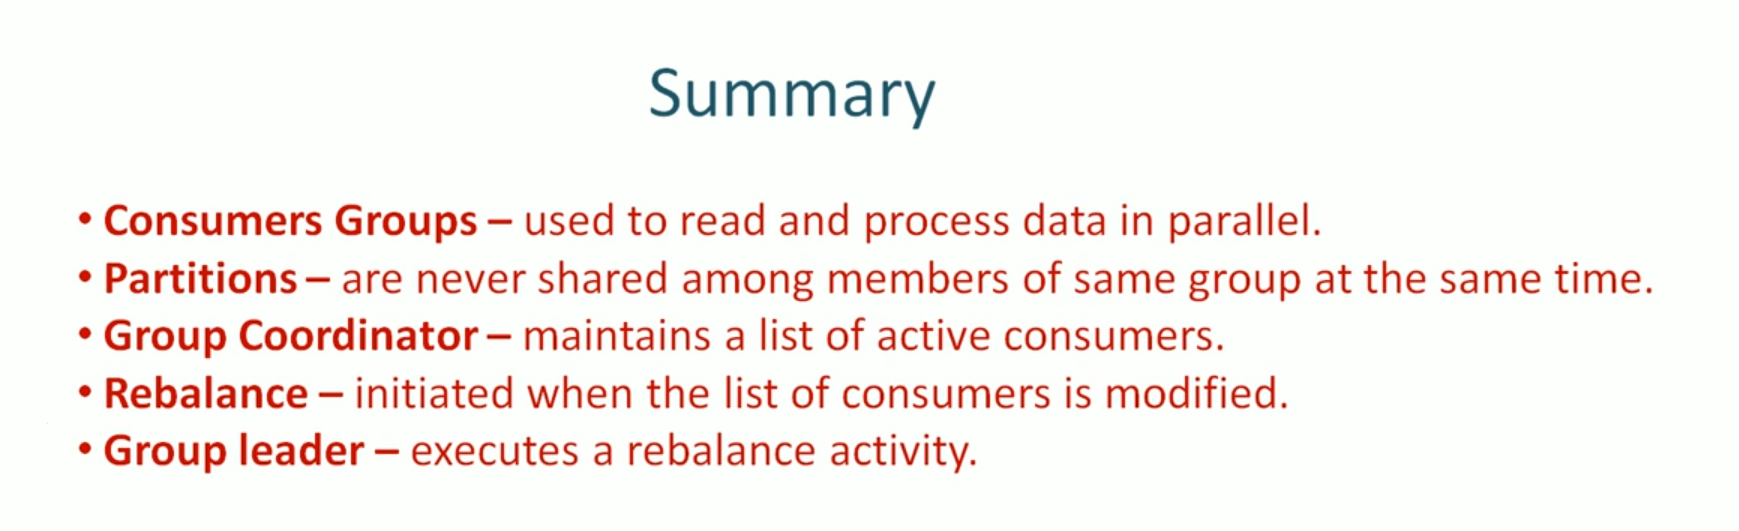 Summary
• Consumers Groups – used to read and process data in parallel.
• Partitions – are never shared among members of same group at the same time.
• Group Coordinator – maintains a list of active consumers.
• Rebalance – initiated when the list of consumers is modified.
• Group leader – executes a rebalance activity.